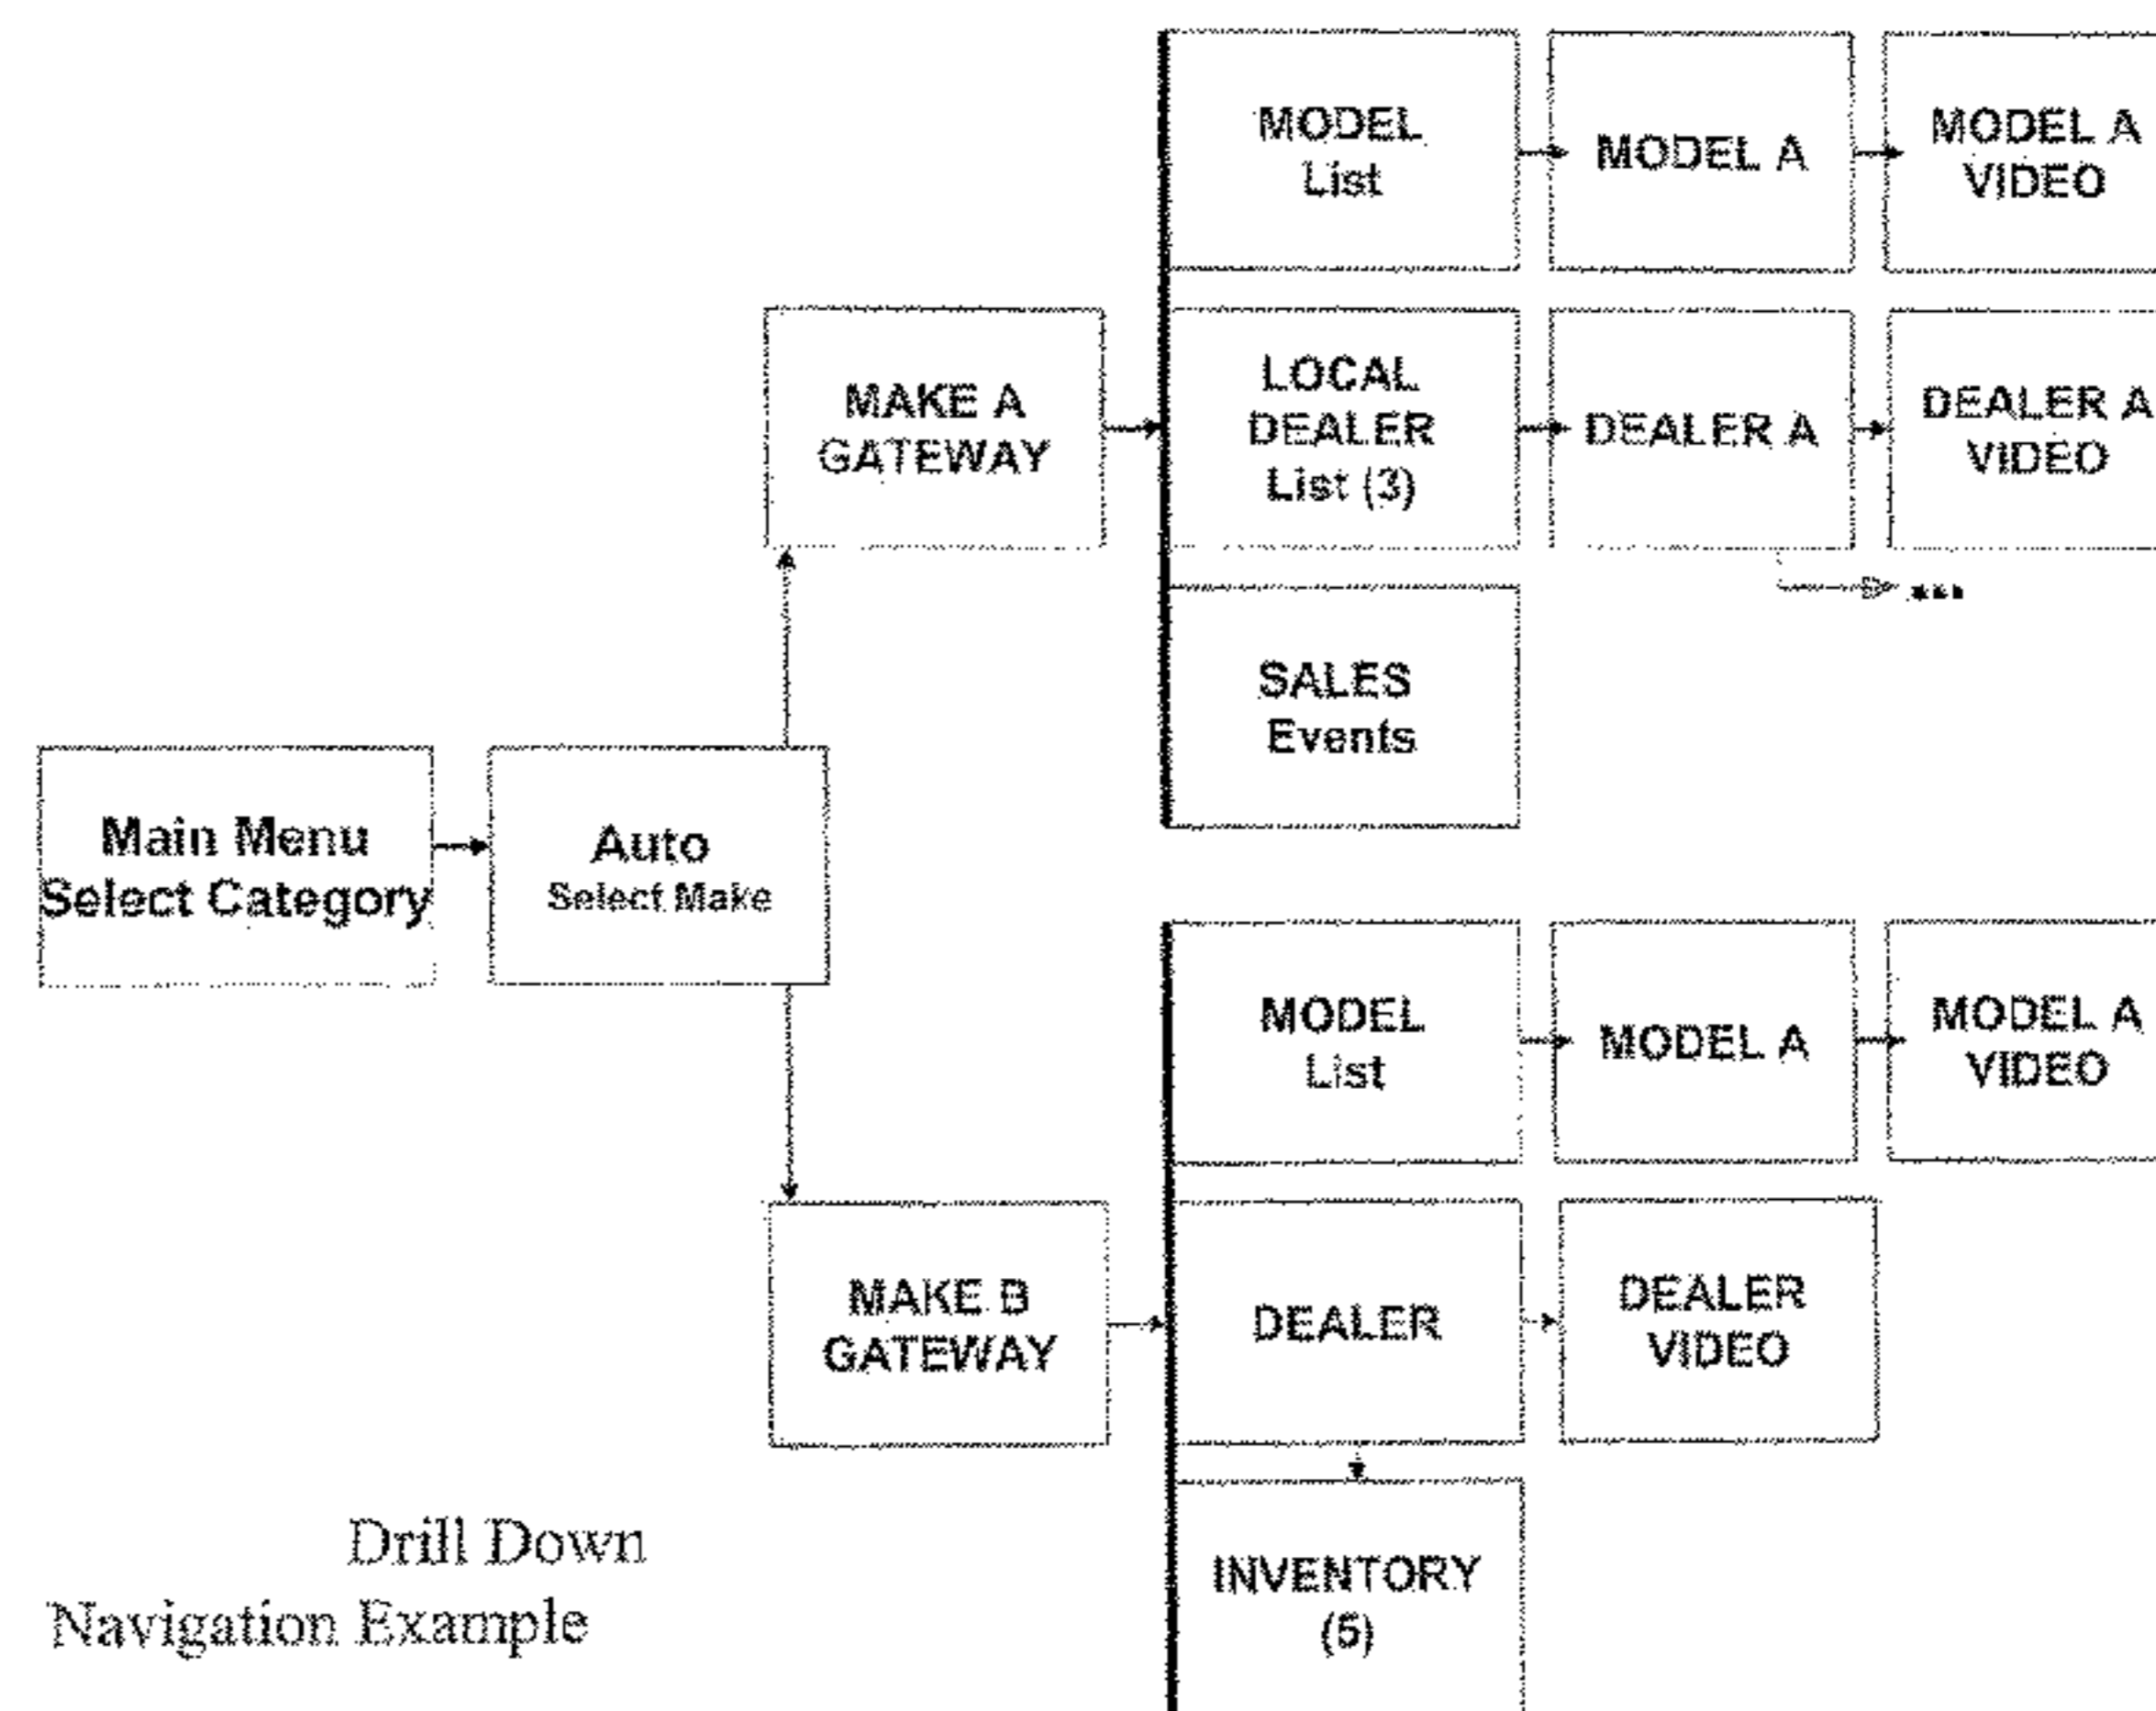 MODEL
List
MODEL A
MODEL A
VIDEO
MAKE A
GATEWAY
LOCAL
DEALER
List (3)
DEALER A
DEALER A
VIDEO
...
SALES
Events
Main Menu
Select Category
Auto
Select Make
MODEL
List
MODEL A
MODEL A
VIDEO
MAKE B
GATEWAY
DEALER
DEALER
VIDEO
INVENTORY
(5)
Drill Down
Navigation Example